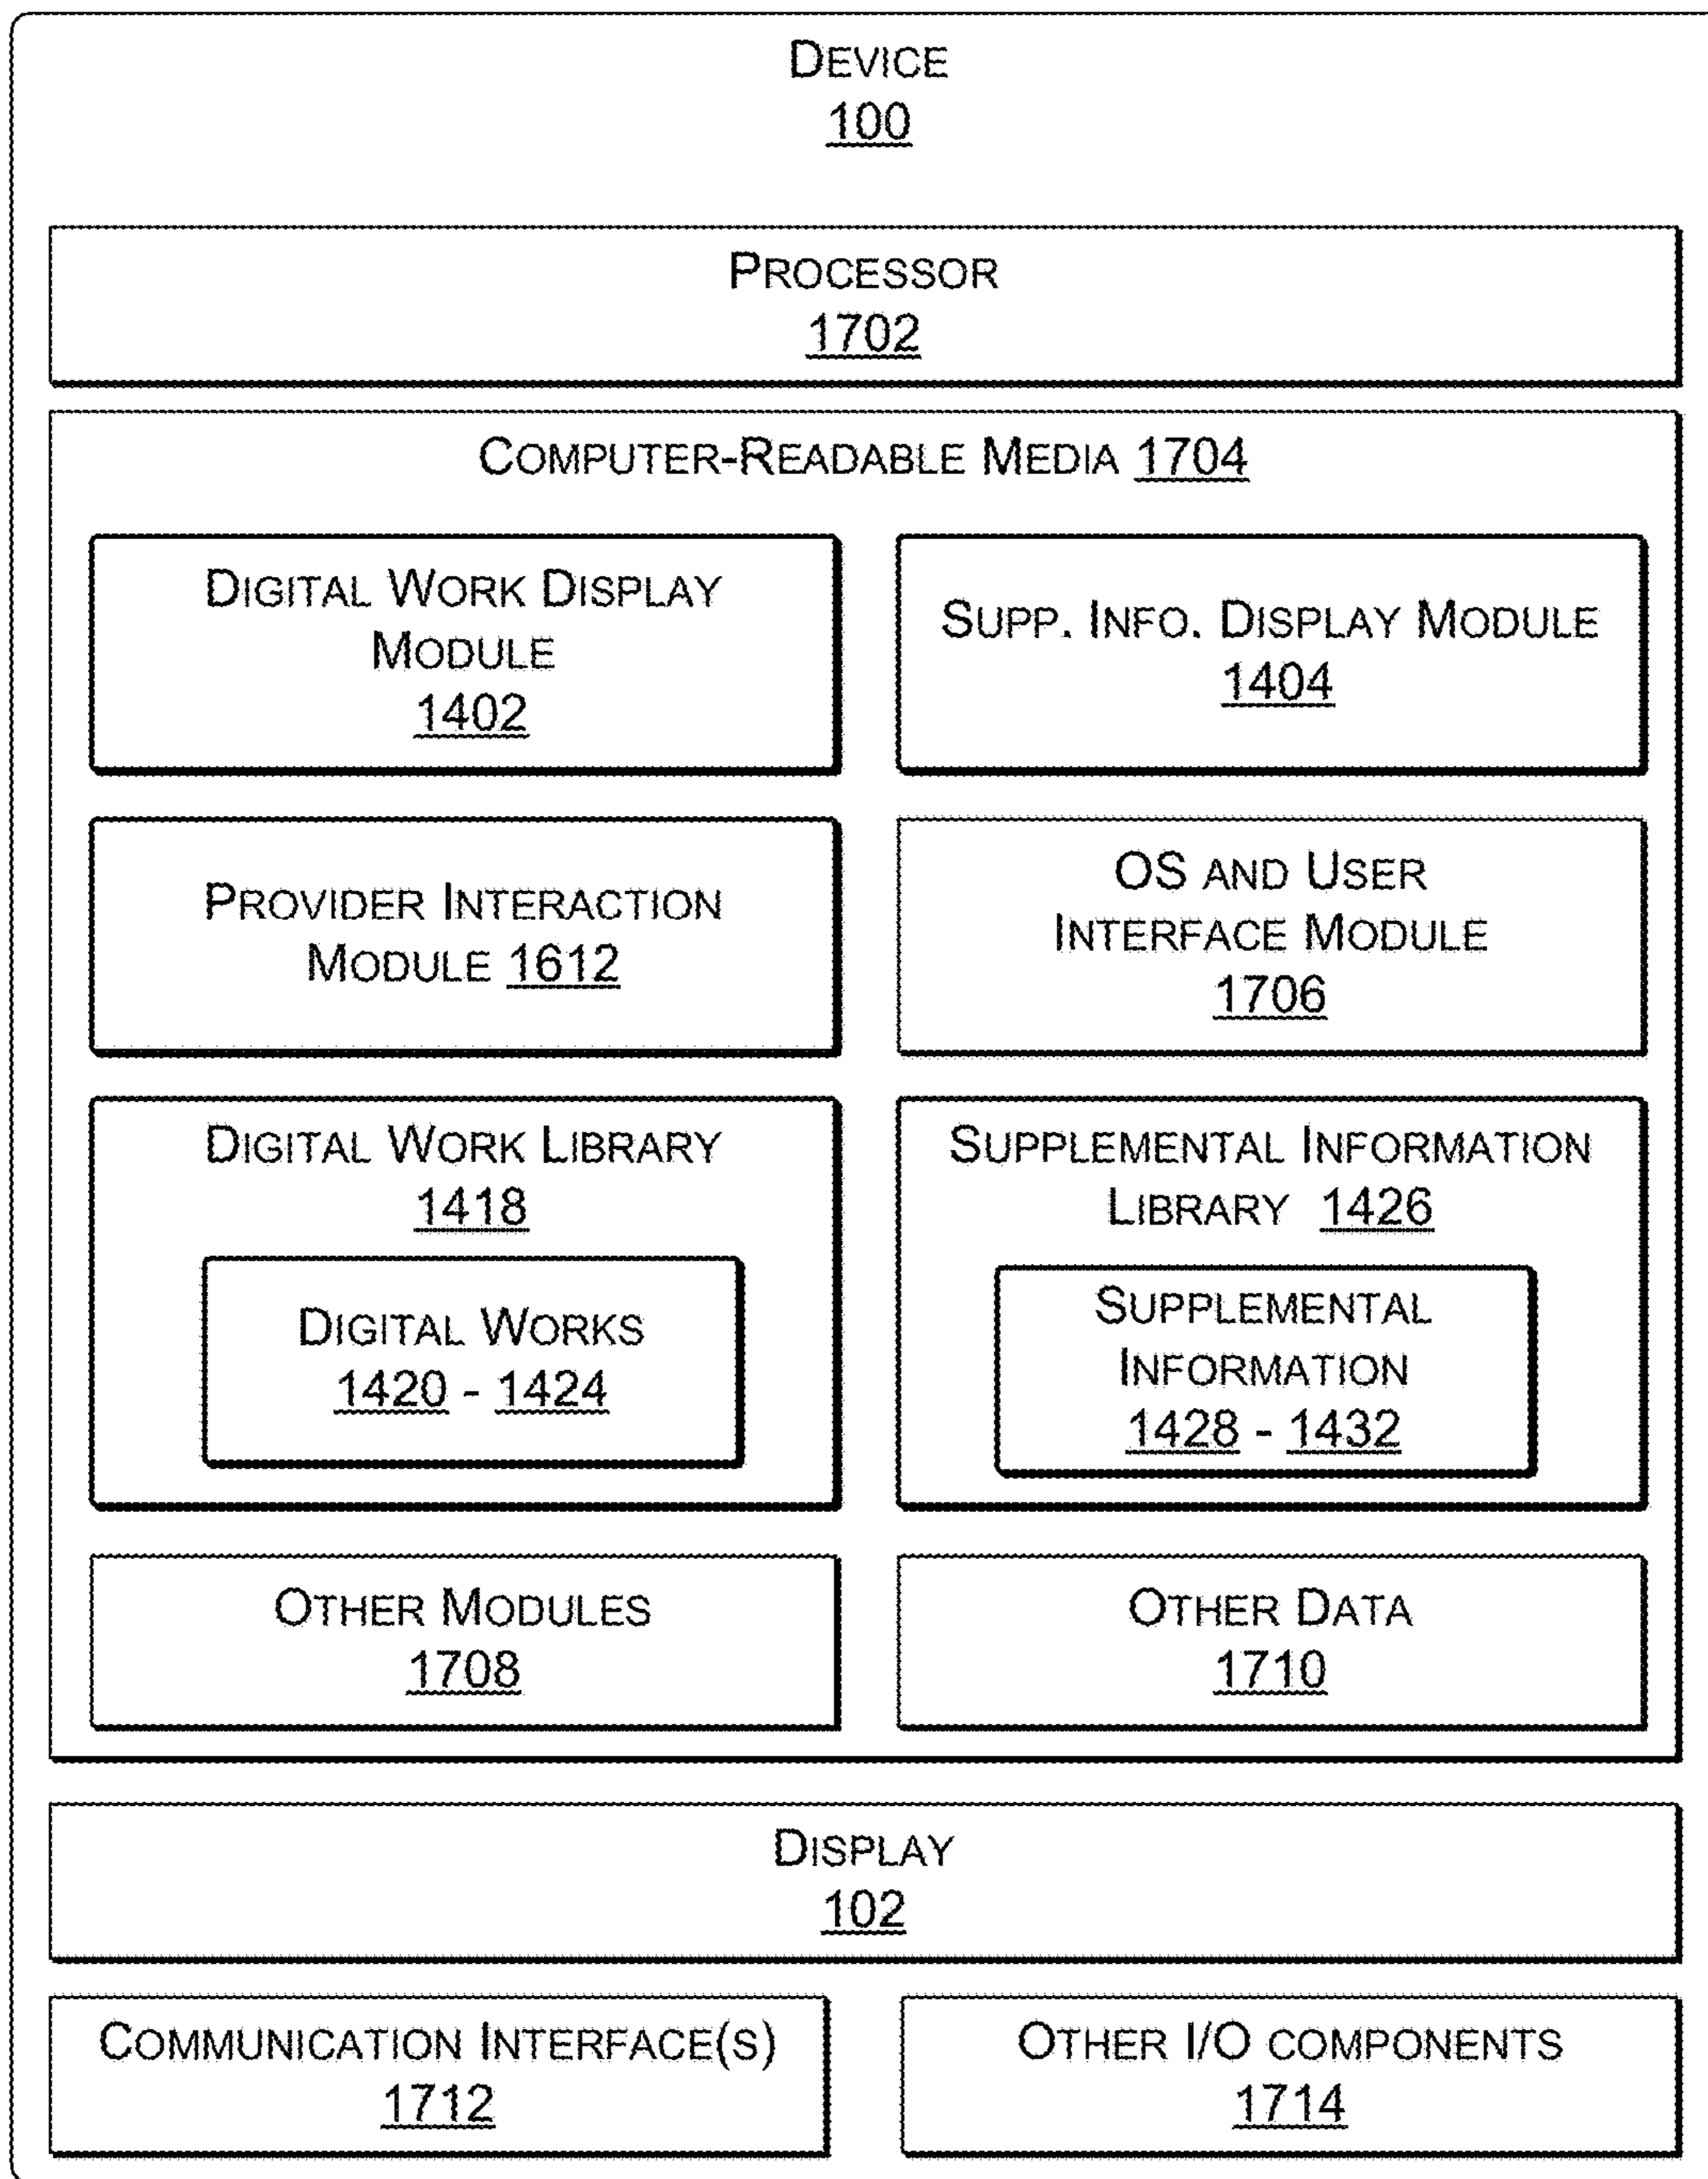 DEVICE
100
PROCESSOR
1702
COMPUTER-READABLE MEDIA 1704
DIGITAL WORK DISPLAY
MODULE
1402
SUPP. INFO. DISPLAY MODULE
1404
PROVIDER INTERACTION
MODULE 1612
OS AND USER
INTERFACE MODULE
1706
DIGITAL WORK LIBRARY
1418
DIGITAL WORKS
1420 - 1424
SUPPLEMENTAL INFORMATION
LIBRARY 1426
SUPPLEMENTAL
INFORMATION
1428 - 1432
OTHER MODULES
1708
OTHER DATA
1710
DISPLAY
102
COMMUNICATION INTERFACE(S)
1712
OTHER I/O COMPONENTS
1714